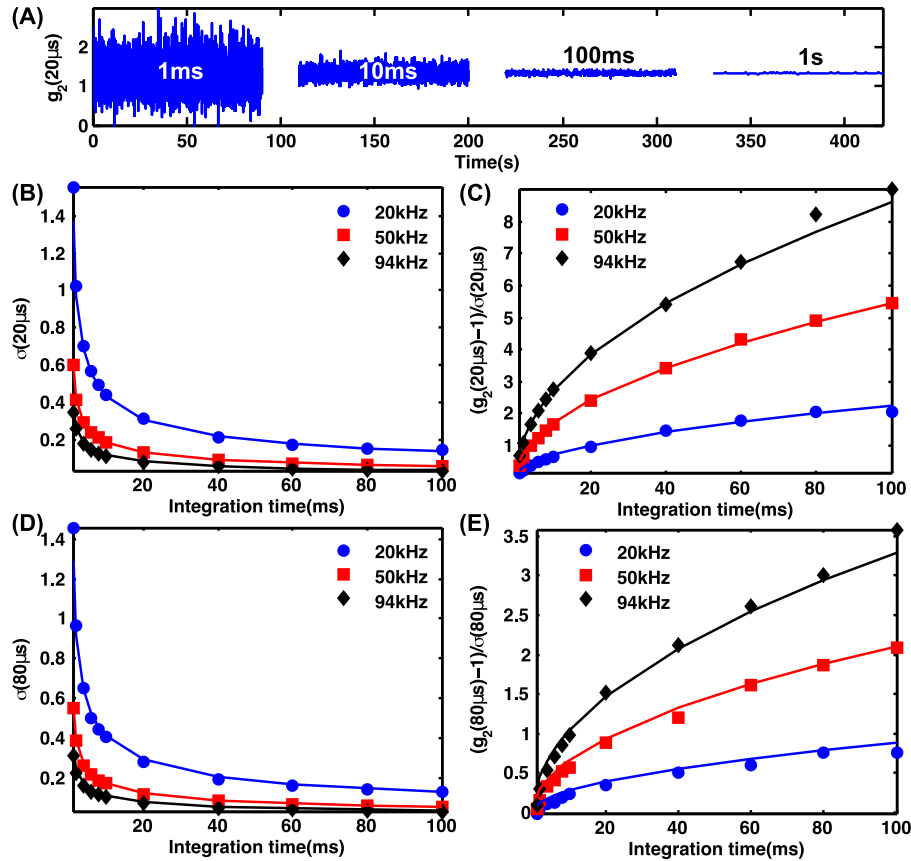 (A)
g₂(20μs)
2
1
0
1ms
10ms
100ms
1s
0 50 100 150 200 250 300 350 400
Time(s)
(B)
σ(20μs)
1.4
1.2
1
0.8
0.6
0.4
0.2
20kHz
50kHz
94kHz
20 40 60 80 100
Integration time(ms)
(C)
(g₂(20μs)−1)/σ(20μs)
8
7
6
5
4
3
2
1
20kHz
50kHz
94kHz
20 40 60 80 100
Integration time(ms)
(D)
σ(80μs)
1.4
1.2
1
0.8
0.6
0.4
0.2
20kHz
50kHz
94kHz
20 40 60 80 100
Integration time(ms)
(E)
(g₂(80μs)−1)/σ(80μs)
3.5
3
2.5
2
1.5
1
0.5
0
20kHz
50kHz
94kHz
20 40 60 80 100
Integration time(ms)